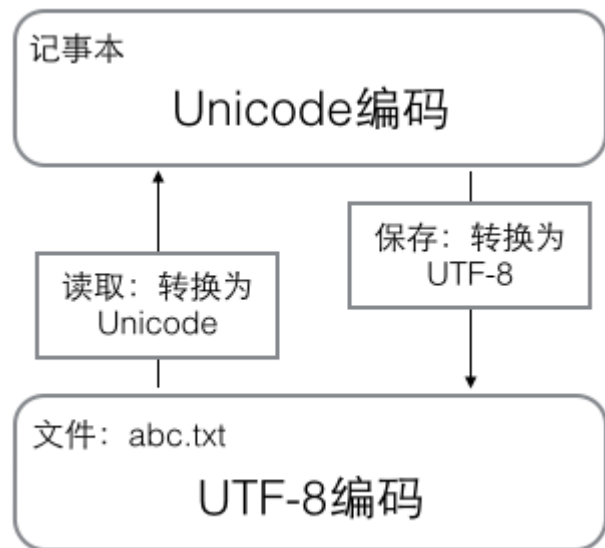 记事本
Unicode编码
读取：转换为
Unicode
保存：转换为
UTF-8
文件：abc.txt
UTF-8编码